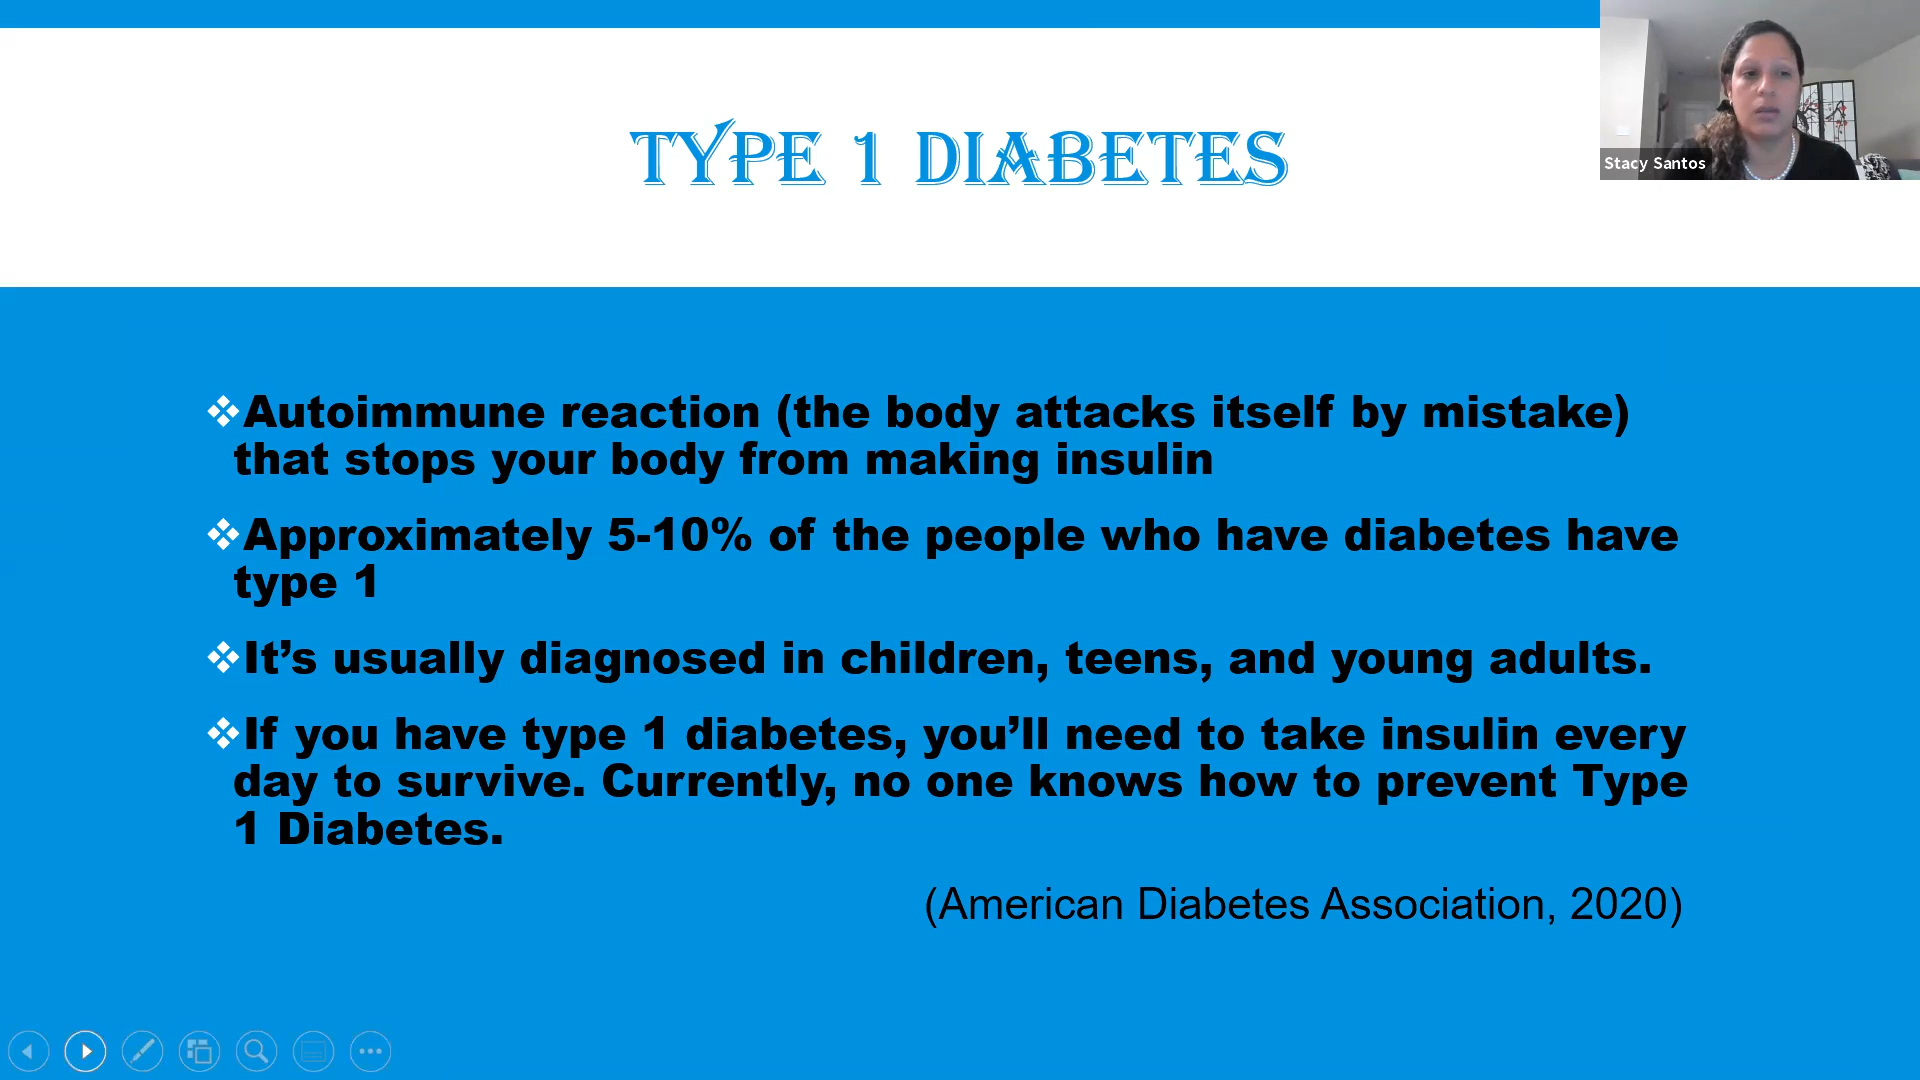 TYPE 1 DIABETES
Stacy Santos
❖Autoimmune reaction (the body attacks itself by mistake)
that stops your body from making insulin
❖Approximately 5-10% of the people who have diabetes have
type 1
❖It’s usually diagnosed in children, teens, and young adults.
❖If you have type 1 diabetes, you’ll need to take insulin every
day to survive. Currently, no one knows how to prevent Type
1 Diabetes.
(American Diabetes Association, 2020)